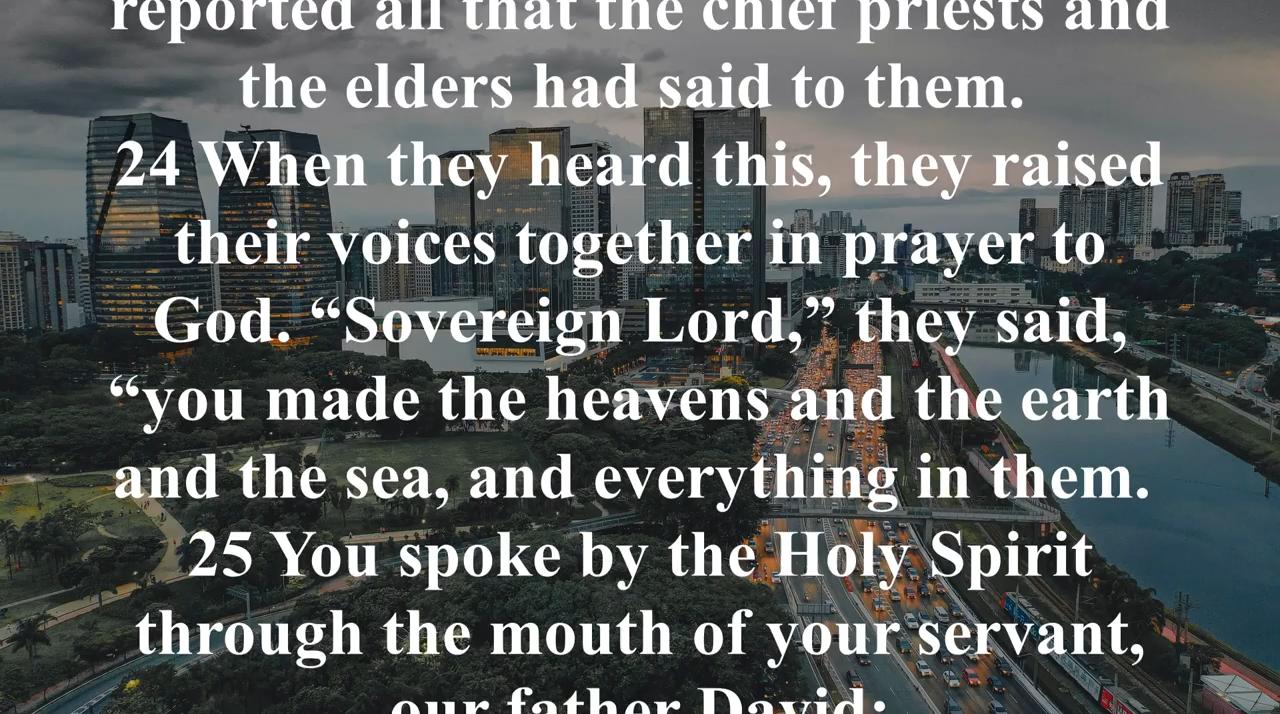 reported all that the chief priests and
the elders had said to them.
24 When they heard this, they raised
their voices together in prayer to
God. “Sovereign Lord,” they said,
“you made the heavens and the earth
and the sea, and everything in them.
25 You spoke by the Holy Spirit
through the mouth of your servant,
our father David: